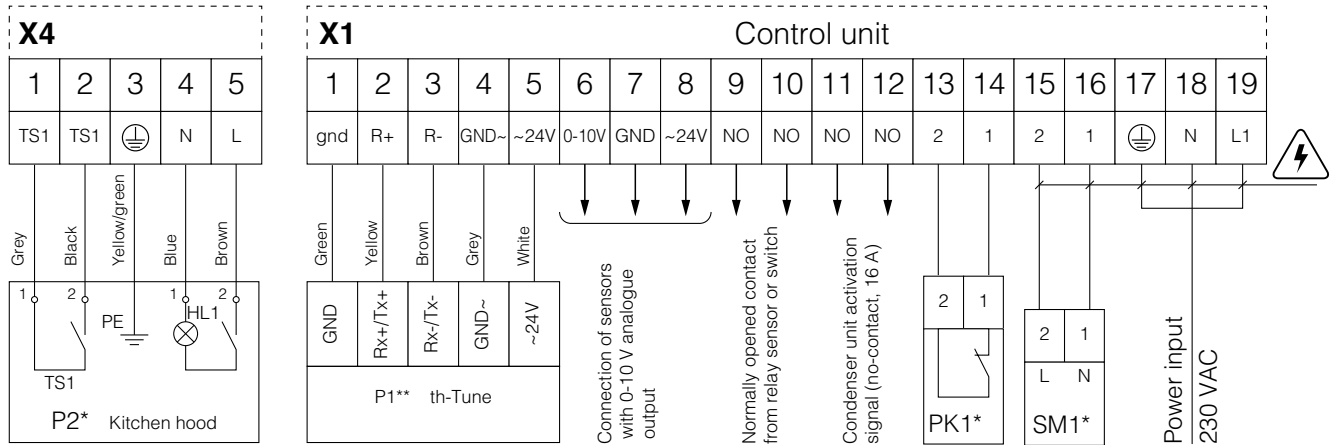 X4
1 2 3 4 5
TS1 TS1 N L
Grey
Black
Yellow/green
Blue
Brown
1 2 1 2
PE
HL1
TS1
P2* Kitchen hood
X1 Control unit
1 2 3 4 5 6 7 8 9 10 11 12 13 14 15 16 17 18 19
gnd R+ R- GND~ ~24V 0-10V GND ~24V NO NO NO NO 2 1 2 1 N L1
Green
Yellow
Brown
Grey
White
GND
Rx+/Tx+
Rx-/Tx-
GND~
~24V
P1** th-Tune
Connection of sensors
with 0-10 V analogue
output
Normally opened contact
from relay sensor or switch
Condenser unit activation
signal (no-contact, 16 A)
2 1
PK1*
2 1
L N
SM1*
Power input
230 VAC